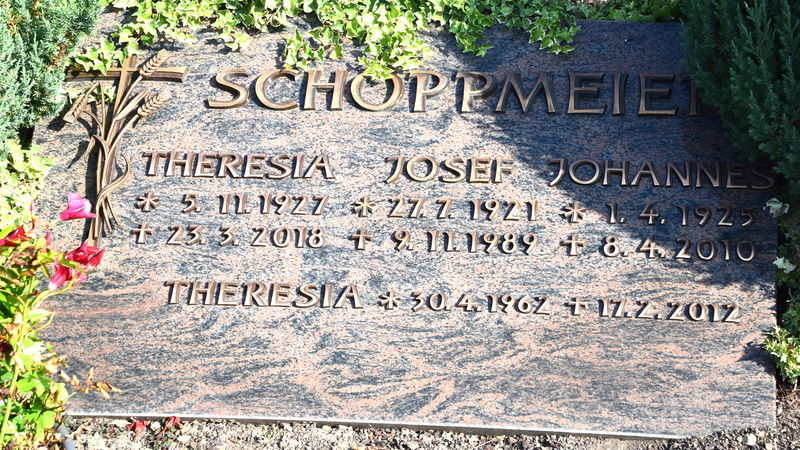 SCHOPPMEIER
THERESIA JOSEF JOHANNES
* 5. 11. 1927 * 27. 7. 1921 * 1. 4. 1925
+ 23. 3. 2018 + 9. 11. 1989 + 8. 4. 2010
THERESIA * 30. 4. 1962 + 17. 2. 2012